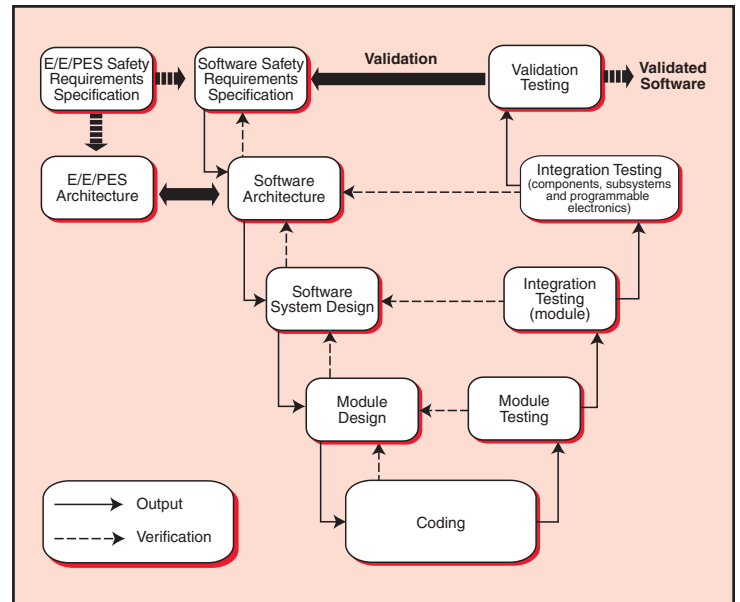 E/E/PES Safety
Requirements
Specification
Software Safety
Requirements
Specification
Validation
Validation
Testing
Validated
Software
E/E/PES
Architecture
Software
Architecture
Integration Testing
(components, subsystems
and programmable
electronics)
Software
System Design
Integration
Testing
(module)
Module
Design
Module
Testing
Coding
Output
Verification